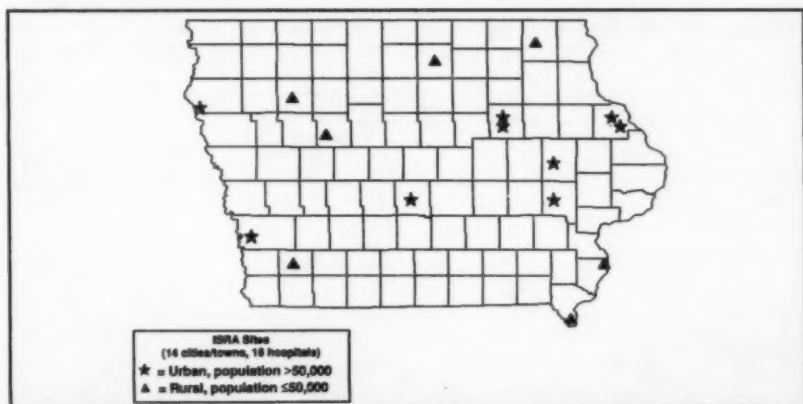 ISRA Sites
(14 cities/towns, 18 hospitals)
★ = Urban, population >50,000
▲ = Rural, population ≤50,000